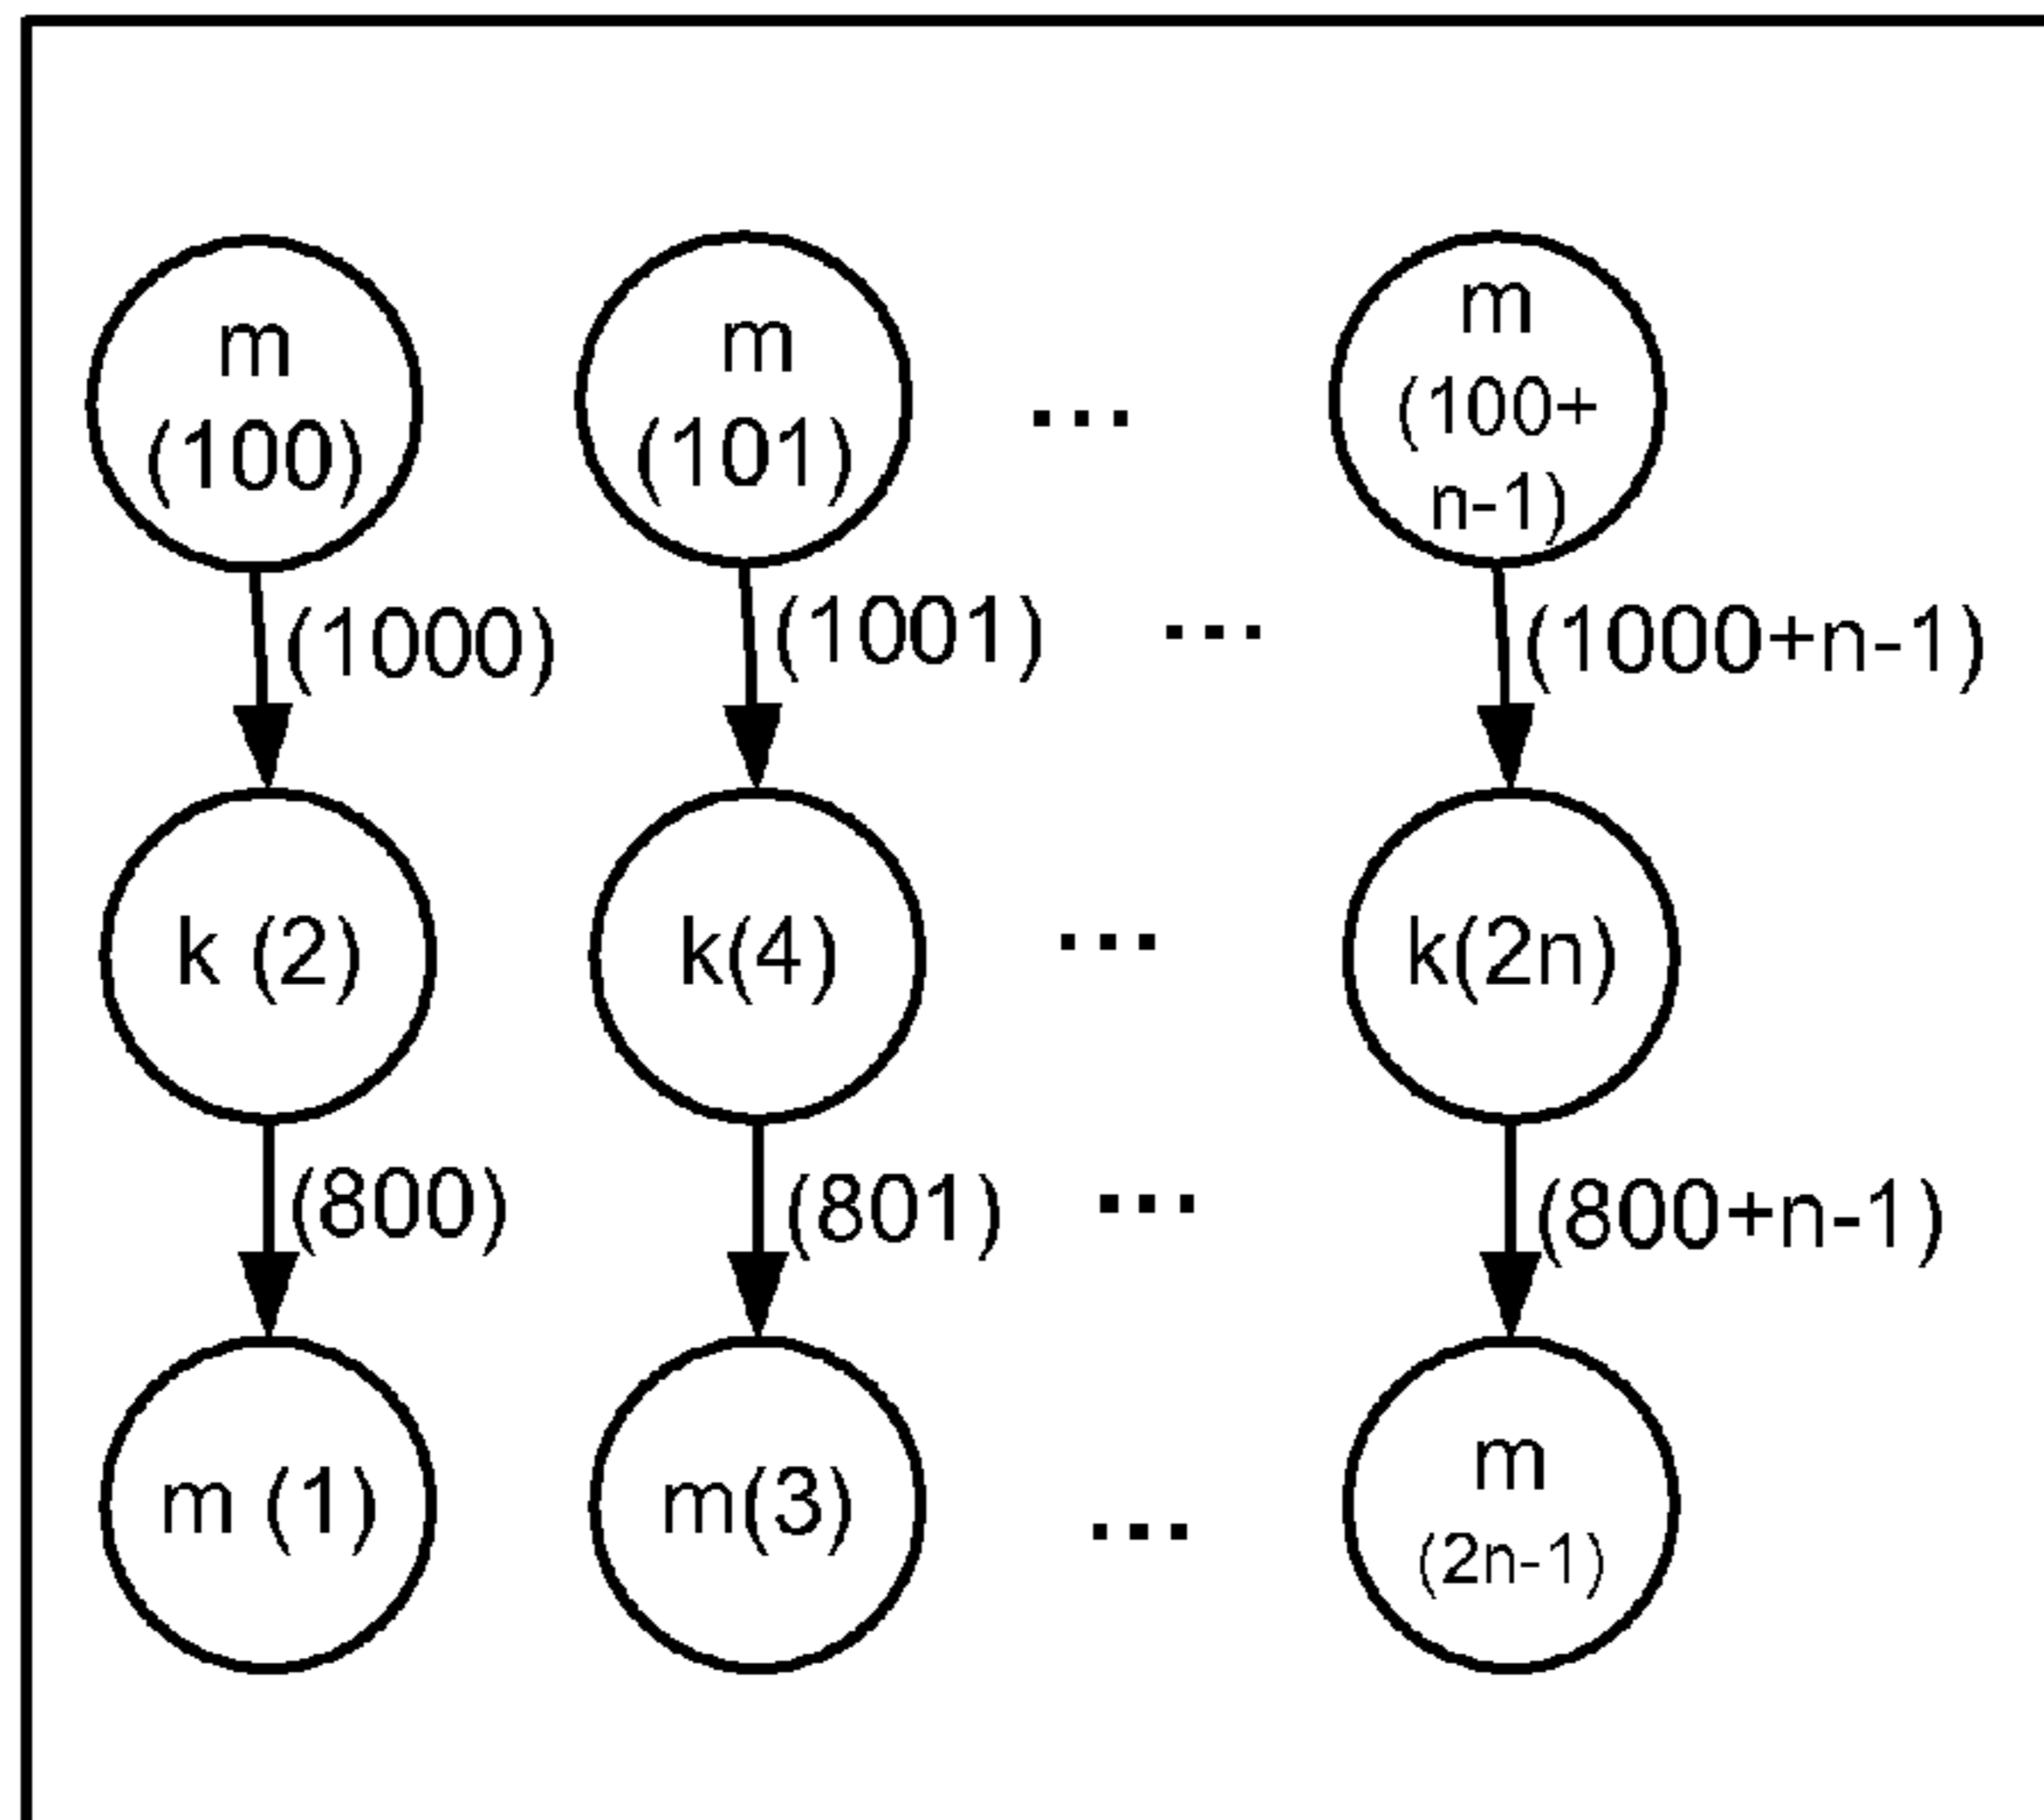 m
(100)
m
(101)
...
m
(100+
n-1)
(1000)
(1001)
...
(1000+n-1)
k (2)
k(4)
...
k(2n)
(800)
(801)
...
(800+n-1)
m (1)
m(3)
...
m
(2n-1)